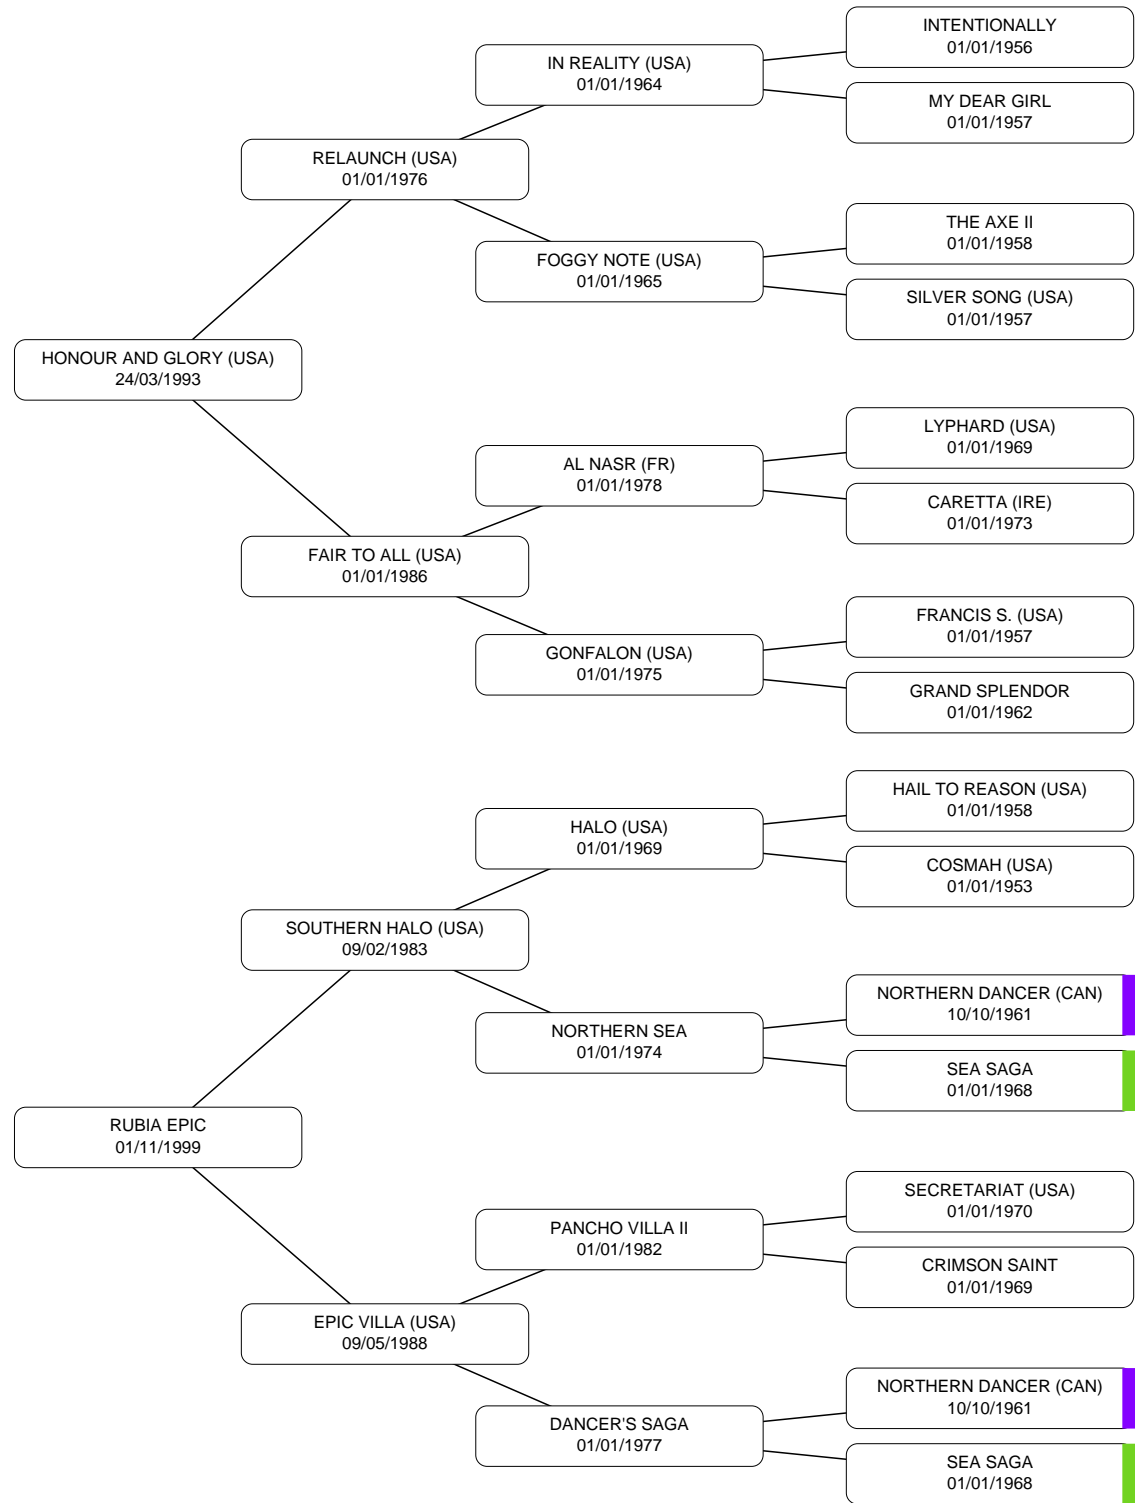 INTENTIONALLY
01/01/1956
IN REALITY (USA)
01/01/1964
MY DEAR GIRL
01/01/1957
RELAUNCH (USA)
01/01/1976
THE AXE II
01/01/1958
FOGGY NOTE (USA)
01/01/1965
SILVER SONG (USA)
01/01/1957
HONOUR AND GLORY (USA)
24/03/1993
LYPHARD (USA)
01/01/1969
AL NASR (FR)
01/01/1978
CARETTA (IRE)
01/01/1973
FAIR TO ALL (USA)
01/01/1986
FRANCIS S. (USA)
01/01/1957
GONFALON (USA)
01/01/1975
GRAND SPLENDOR
01/01/1962
HAIL TO REASON (USA)
01/01/1958
HALO (USA)
01/01/1969
COSMAH (USA)
01/01/1953
SOUTHERN HALO (USA)
09/02/1983
NORTHERN DANCER (CAN)
10/10/1961
NORTHERN SEA
01/01/1974
SEA SAGA
01/01/1968
RUBIA EPIC
01/11/1999
SECRETARIAT (USA)
01/01/1970
PANCHO VILLA II
01/01/1982
CRIMSON SAINT
01/01/1969
EPIC VILLA (USA)
09/05/1988
NORTHERN DANCER (CAN)
10/10/1961
DANCER'S SAGA
01/01/1977
SEA SAGA
01/01/1968